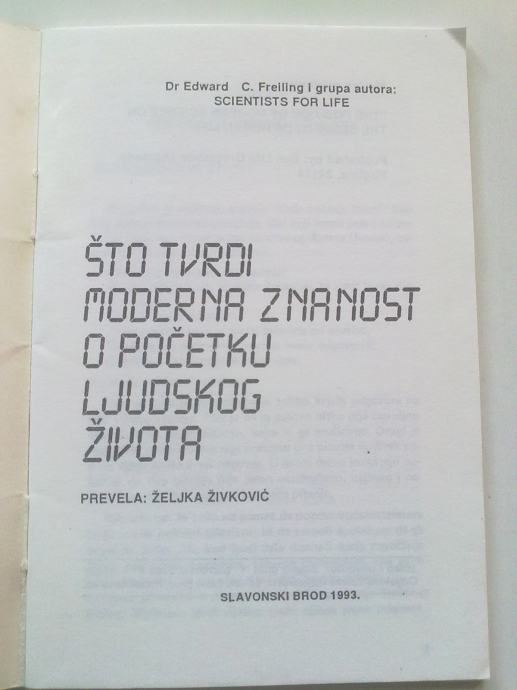 Dr Edward C. Freiling i grupa autora:
SCIENTISTS FOR LIFE
ŠTO TVRDI
MODERNA ZNANOST
O POČETKU
LJUDSKOG
ŽIVOTA
PREVELA: ŽELJKA ŽIVKOVIĆ
SLAVONSKI BROD 1993.